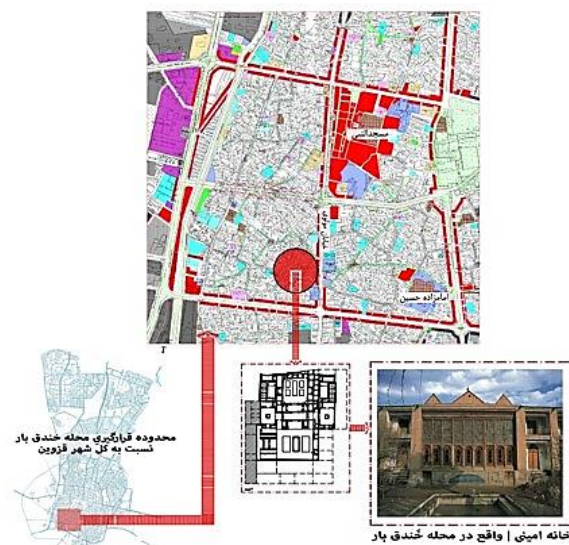 مسجدالنبی
امامزاده حسین
محدوده قرارگیری محله خندق بار
نسبت به کل شهر قزوین
خانه امینی | واقع در محله خندق بار